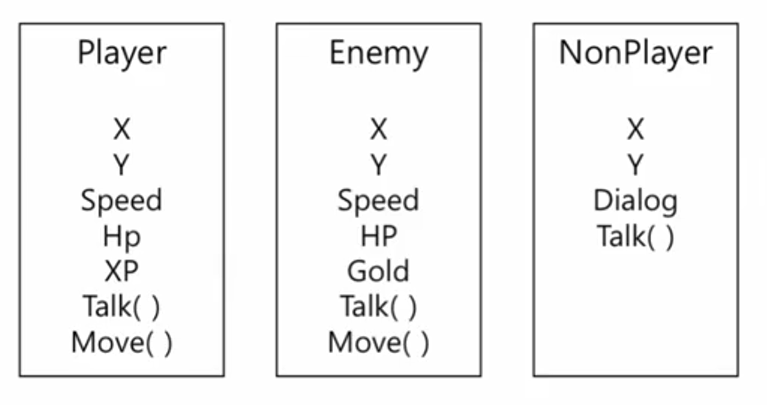 Player
X
Y
Speed
Hp
XP
Talk( )
Move( )
Enemy
X
Y
Speed
HP
Gold
Talk( )
Move( )
NonPlayer
X
Y
Dialog
Talk( )